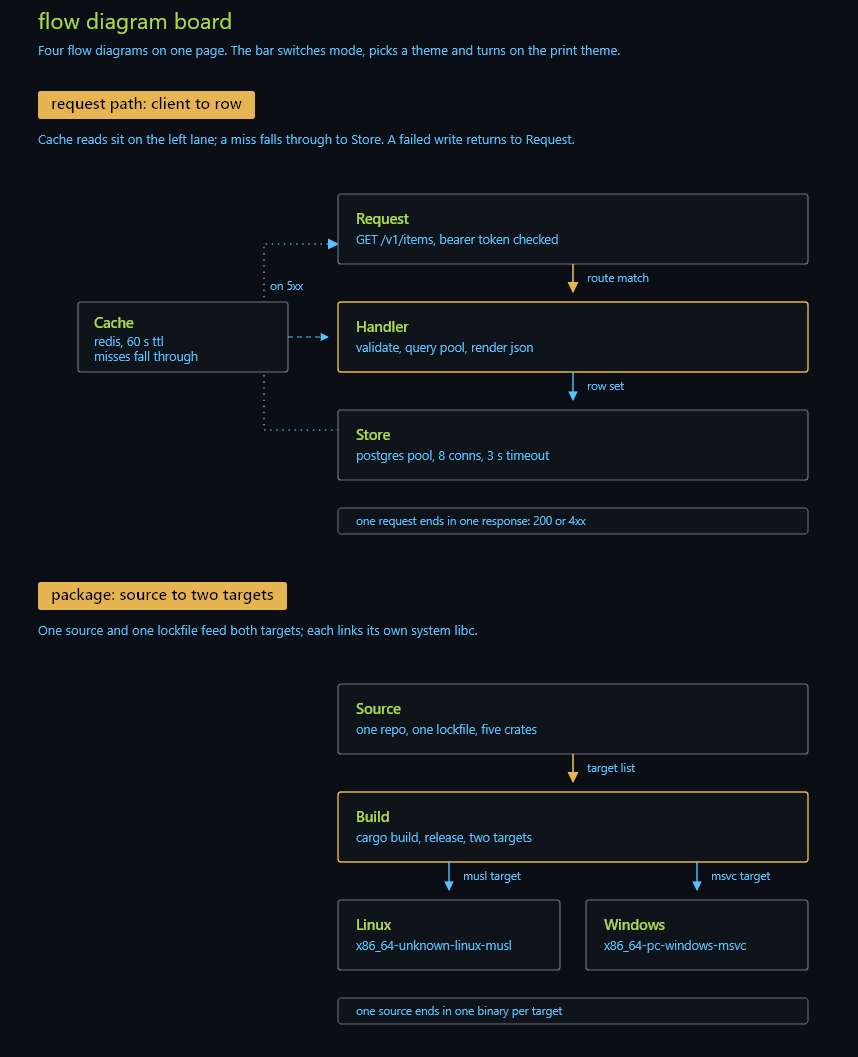 flow diagram board
Four flow diagrams on one page. The bar switches mode, picks a theme and turns on the print theme.
request path: client to row
Cache reads sit on the left lane; a miss falls through to Store. A failed write returns to Request.
Request
GET /v1/items, bearer token checked
route match
on 5xx
Cache
redis, 60 s ttl
misses fall through
Handler
validate, query pool, render json
row set
Store
postgres pool, 8 conns, 3 s timeout
one request ends in one response: 200 or 4xx
package: source to two targets
One source and one lockfile feed both targets; each links its own system libc.
Source
one repo, one lockfile, five crates
target list
Build
cargo build, release, two targets
musl target
msvc target
Linux
x86_64-unknown-linux-musl
Windows
x86_64-pc-windows-msvc
one source ends in one binary per target